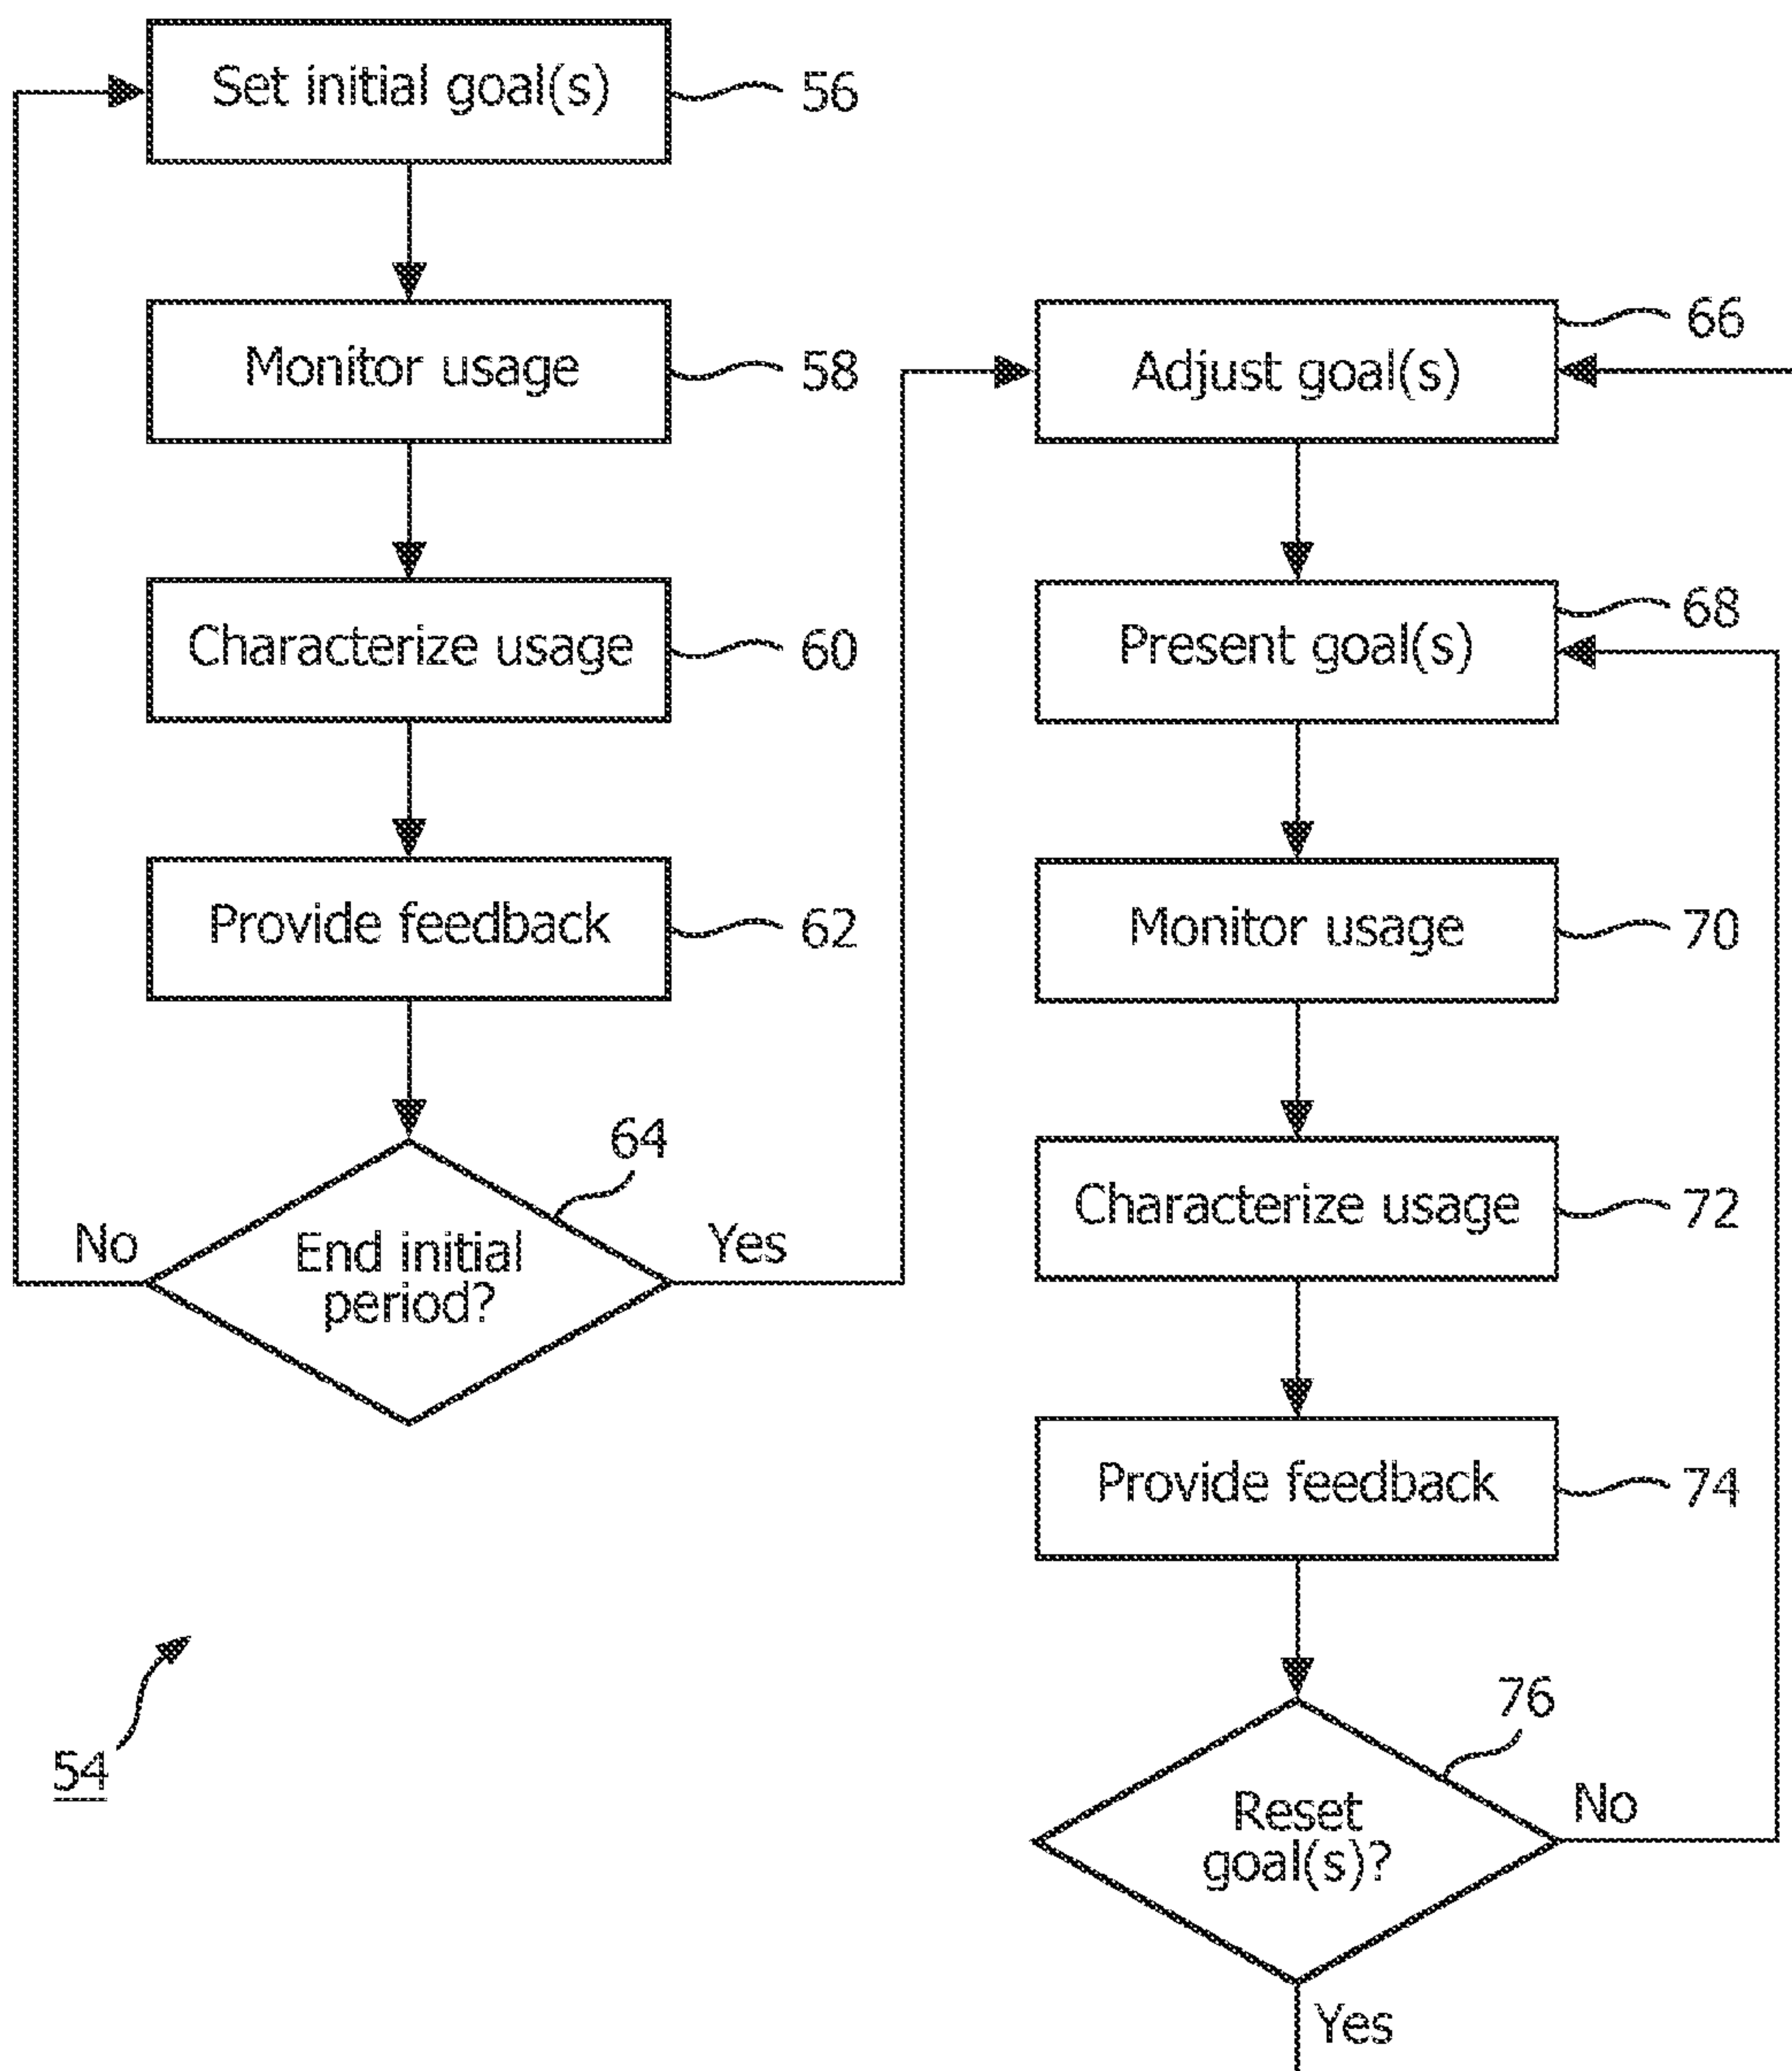 Set initial goal(s)
56
Monitor usage
58
Characterize usage
60
Provide feedback
62
64
End initial
period?
No
Yes
54
Adjust goal(s)
66
Present goal(s)
68
Monitor usage
70
Characterize usage
72
Provide feedback
74
76
Reset
goal(s)?
No
Yes